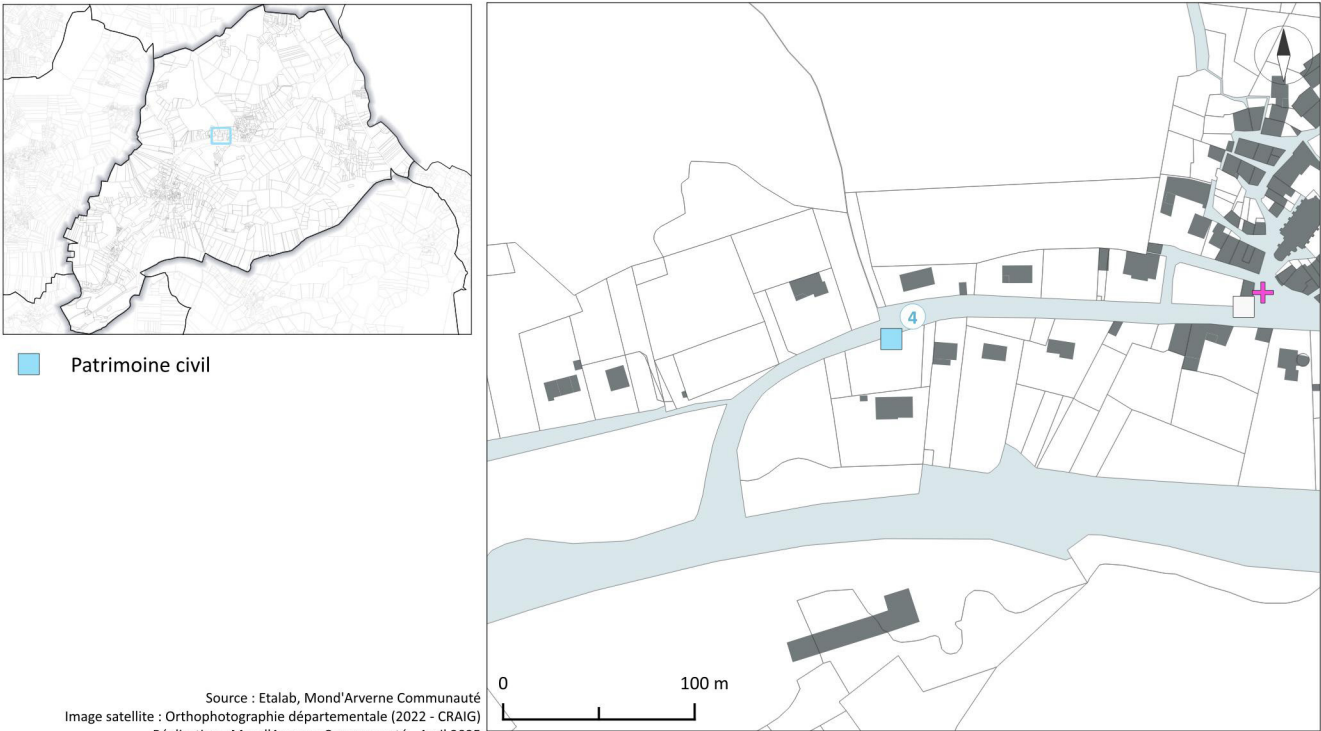 Patrimoine civil
4
0 100 m
Source : Etalab, Mond'Arverne Communauté
Image satellite : Orthophotographie départementale (2022 - CRAIG)